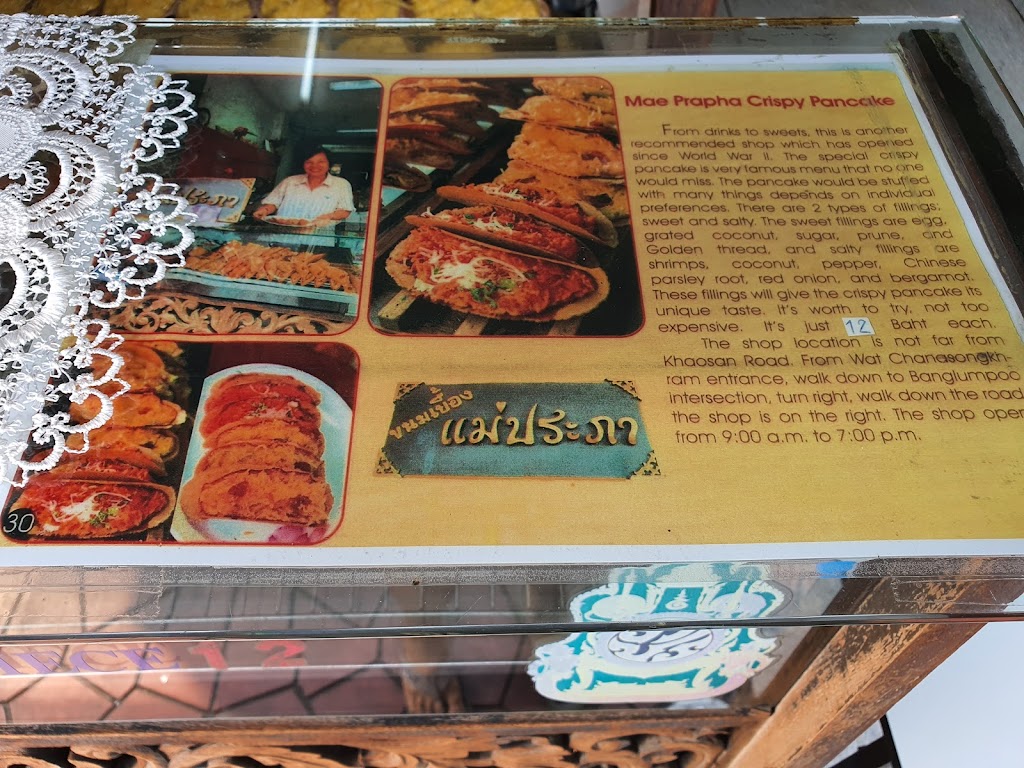 Mae Prapha Crispy Pancake
From drinks to sweets, this is another
recommended shop which has opened
since World War II. The special crispy
pancake is very famous menu that no one
would miss. The pancake would be stuffed
with many things depends on individual
preferences. There are 2 types of fillings;
sweet and salty. The sweet fillings are egg,
grated coconut, sugar, prune, and
Golden thread, and salty fillings are
shrimps, coconut, pepper, Chinese
parsley root, red onion, and bergamot.
These fillings will give the crispy pancake its
unique taste. It's worth to try, not too
expensive. It's just 12 Baht each.
The shop location is not far from
Khaosan Road. From Wat Chanasongkh-
ram entrance, walk down to Banglumpoo
intersection, turn right, walk down the road
the shop is on the right. The shop open
from 9:00 a.m. to 7:00 p.m.
ขนมเบื้อง
แม่ประภา
30
PIECE 12